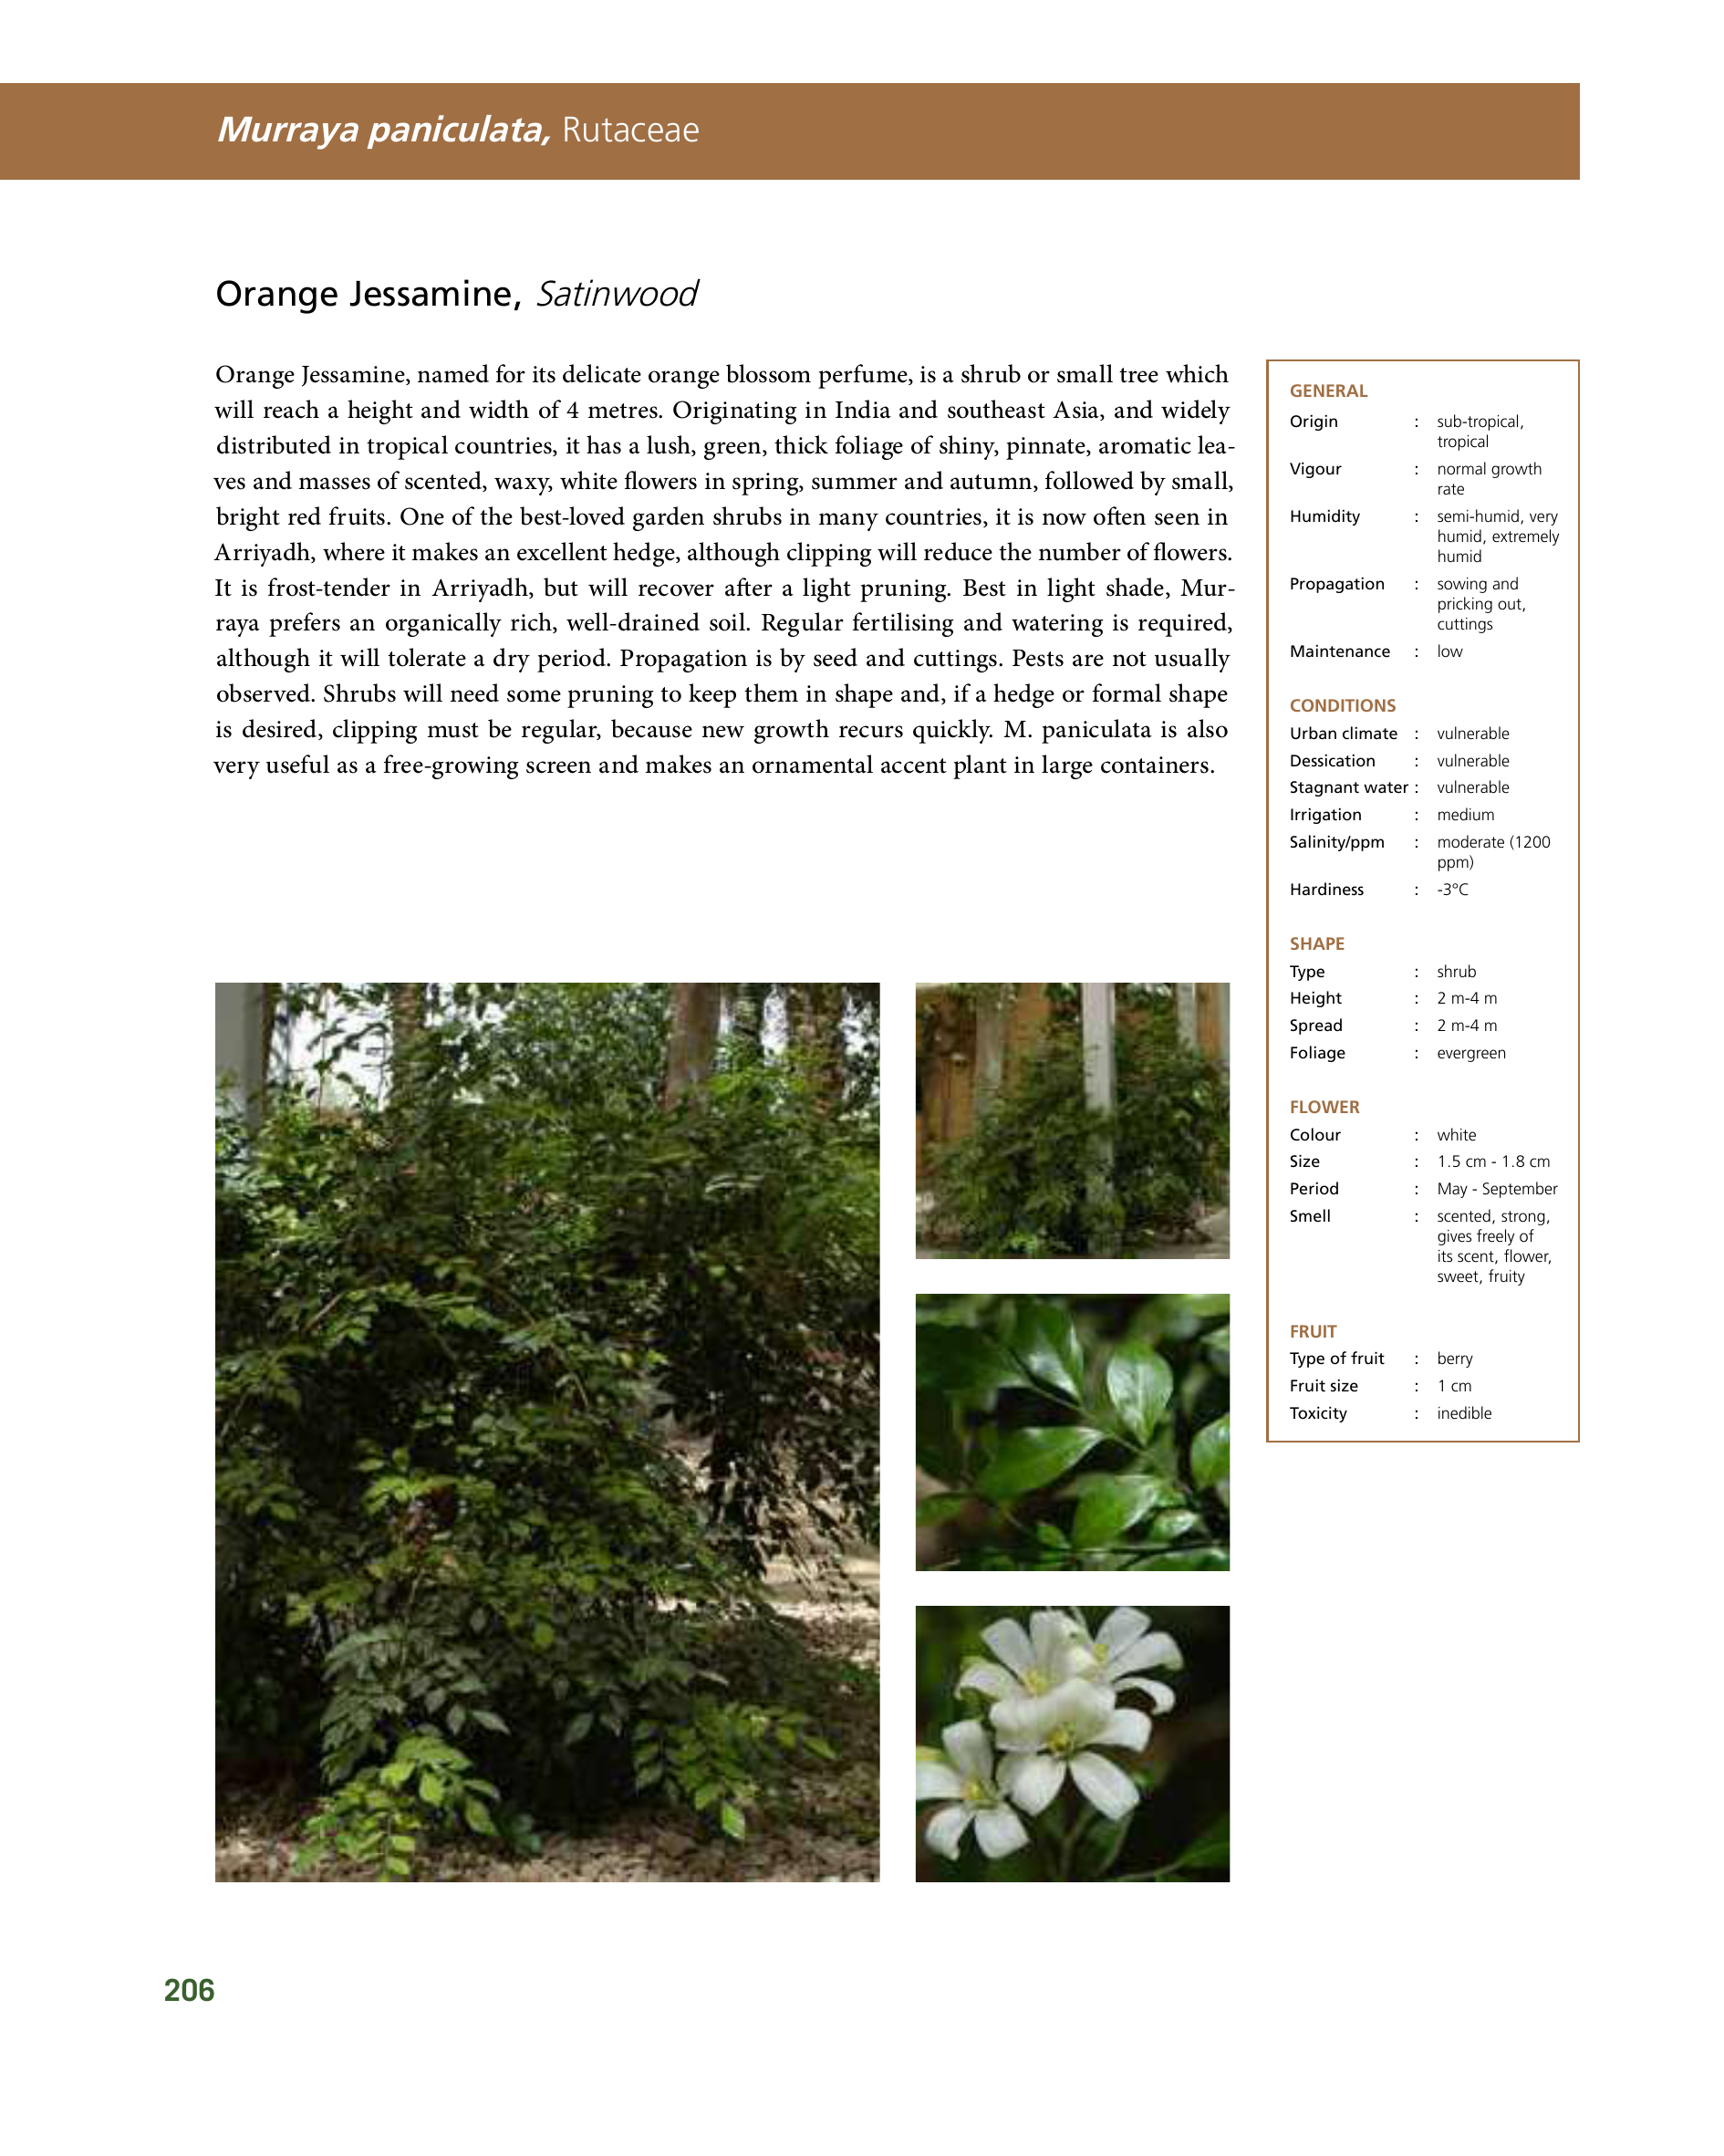 Murraya paniculata, Rutaceae
Orange Jessamine, Satinwood
Orange Jessamine, named for its delicate orange blossom perfume, is a shrub or small tree which
will reach a height and width of 4 metres. Originating in India and southeast Asia, and widely
distributed in tropical countries, it has a lush, green, thick foliage of shiny, pinnate, aromatic lea-
ves and masses of scented, waxy, white flowers in spring, summer and autumn, followed by small,
bright red fruits. One of the best-loved garden shrubs in many countries, it is now often seen in
Arriyadh, where it makes an excellent hedge, although clipping will reduce the number of flowers.
It is frost-tender in Arriyadh, but will recover after a light pruning. Best in light shade, Mur-
raya prefers an organically rich, well-drained soil. Regular fertilising and watering is required,
although it will tolerate a dry period. Propagation is by seed and cuttings. Pests are not usually
observed. Shrubs will need some pruning to keep them in shape and, if a hedge or formal shape
is desired, clipping must be regular, because new growth recurs quickly. M. paniculata is also
very useful as a free-growing screen and makes an ornamental accent plant in large containers.
GENERAL
Origin : sub-tropical,
tropical
Vigour : normal growth
rate
Humidity : semi-humid, very
humid, extremely
humid
Propagation : sowing and
pricking out,
cuttings
Maintenance : low
CONDITIONS
Urban climate : vulnerable
Dessication : vulnerable
Stagnant water : vulnerable
Irrigation : medium
Salinity/ppm : moderate (1200
ppm)
Hardiness : -3°C
SHAPE
Type : shrub
Height : 2 m-4 m
Spread : 2 m-4 m
Foliage : evergreen
FLOWER
Colour : white
Size : 1.5 cm - 1.8 cm
Period : May - September
Smell : scented, strong,
gives freely of
its scent, flower,
sweet, fruity
FRUIT
Type of fruit : berry
Fruit size : 1 cm
Toxicity : inedible
206